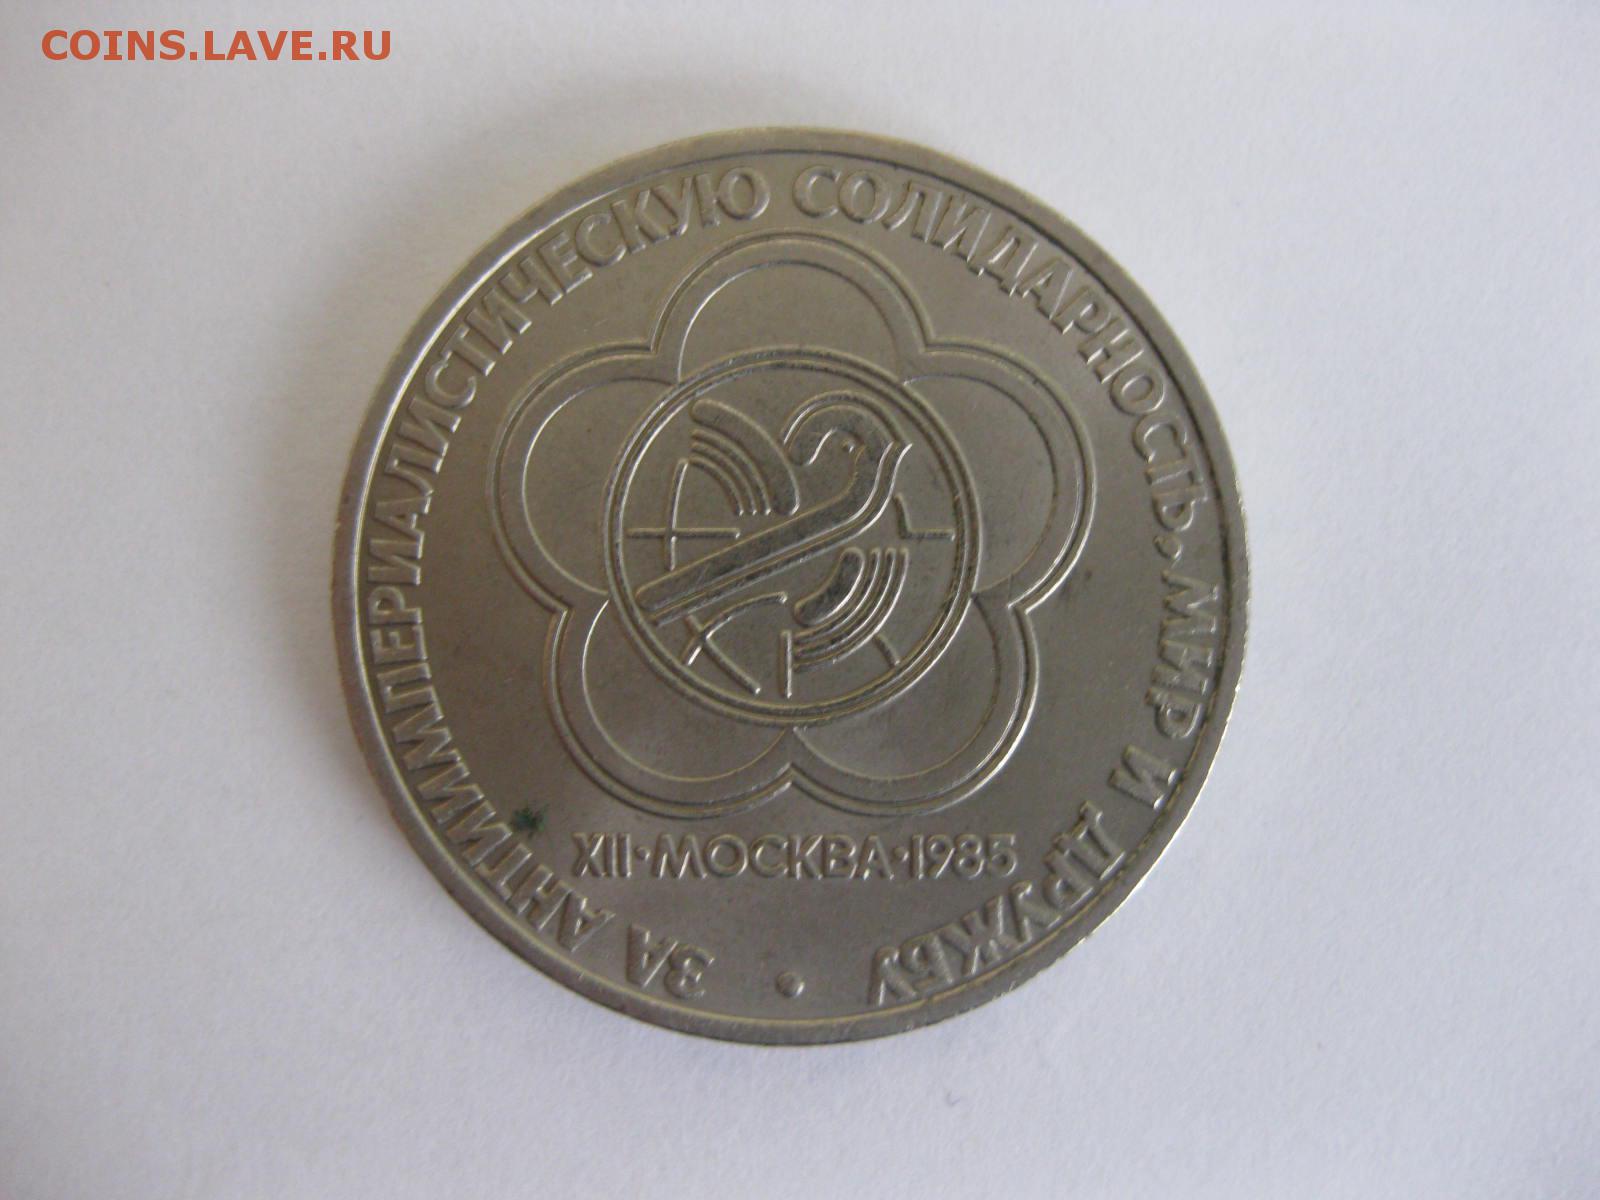 COINS.LAVE.RU
ЗА АНТИИМПЕРИАЛИСТИЧЕСКУЮ СОЛИДАРНОСТЬ, МИР И ДРУЖБУ •
XII•МОСКВА•1985